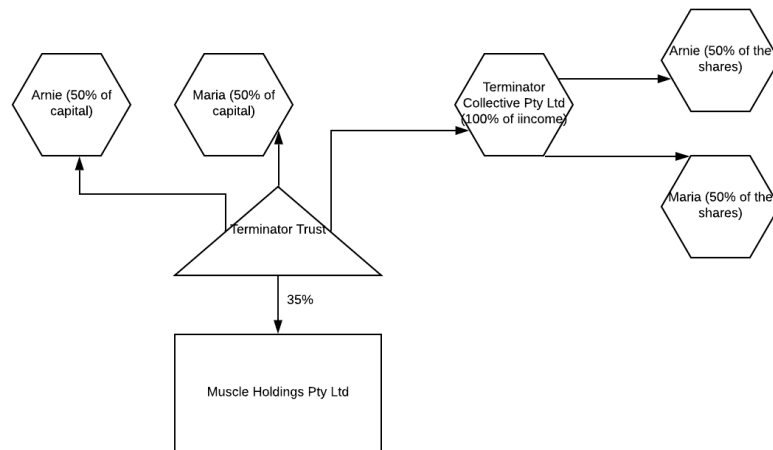 Arnie (50% of
capital)
Maria (50% of
capital)
Terminator
Collective Pty Ltd
(100% of iincome)
Arnie (50% of the
shares)
Maria (50% of the
shares)
Terminator Trust
35%
Muscle Holdings Pty Ltd